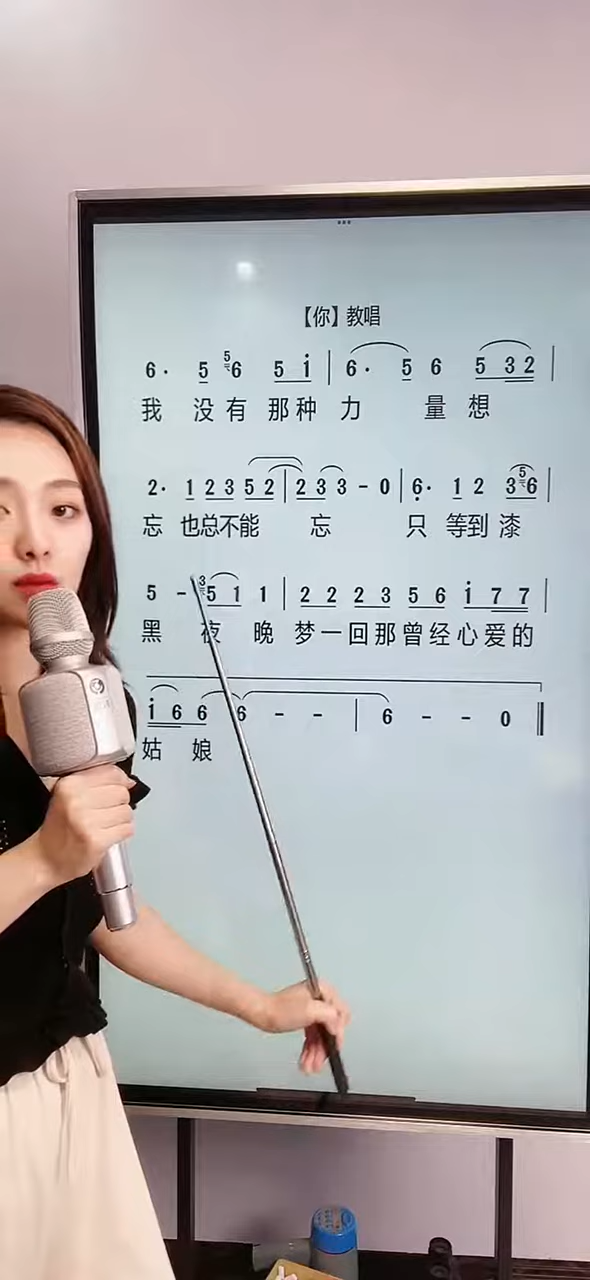 【你】教唱
6· 5 5 6 5 i | 6· 5 6 5 3 2 |
我 没有 那种 力 量 想
2· 1 2 3 5 2 | 2 3 3 - 0 | 6· 1 2 3 5 6 |
忘 也总不能 忘 只 等到 漆
5 - 3 5 1 1 | 2 2 2 3 5 6 i 7 7 |
黑 夜 晚 梦一回那曾经心爱的
i 6 6 6 - - | 6 - - 0 ‖
姑 娘